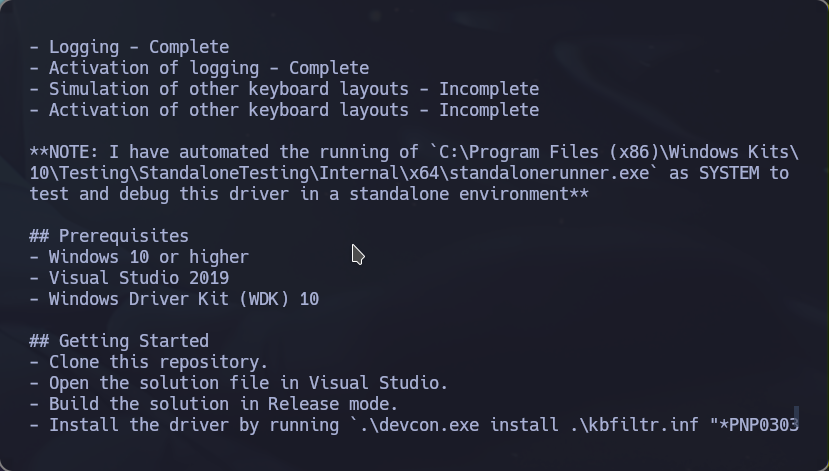 - Logging - Complete
- Activation of logging - Complete
- Simulation of other keyboard layouts - Incomplete
- Activation of other keyboard layouts - Incomplete
**NOTE: I have automated the running of `C:\Program Files (x86)\Windows Kits\
10\Testing\StandaloneTesting\Internal\x64\standalonerunner.exe` as SYSTEM to
test and debug this driver in a standalone environment**
## Prerequisites
- Windows 10 or higher
- Visual Studio 2019
- Windows Driver Kit (WDK) 10
## Getting Started
- Clone this repository.
- Open the solution file in Visual Studio.
- Build the solution in Release mode.
- Install the driver by running `.\devcon.exe install .\kbfiltr.inf "*PNP0303